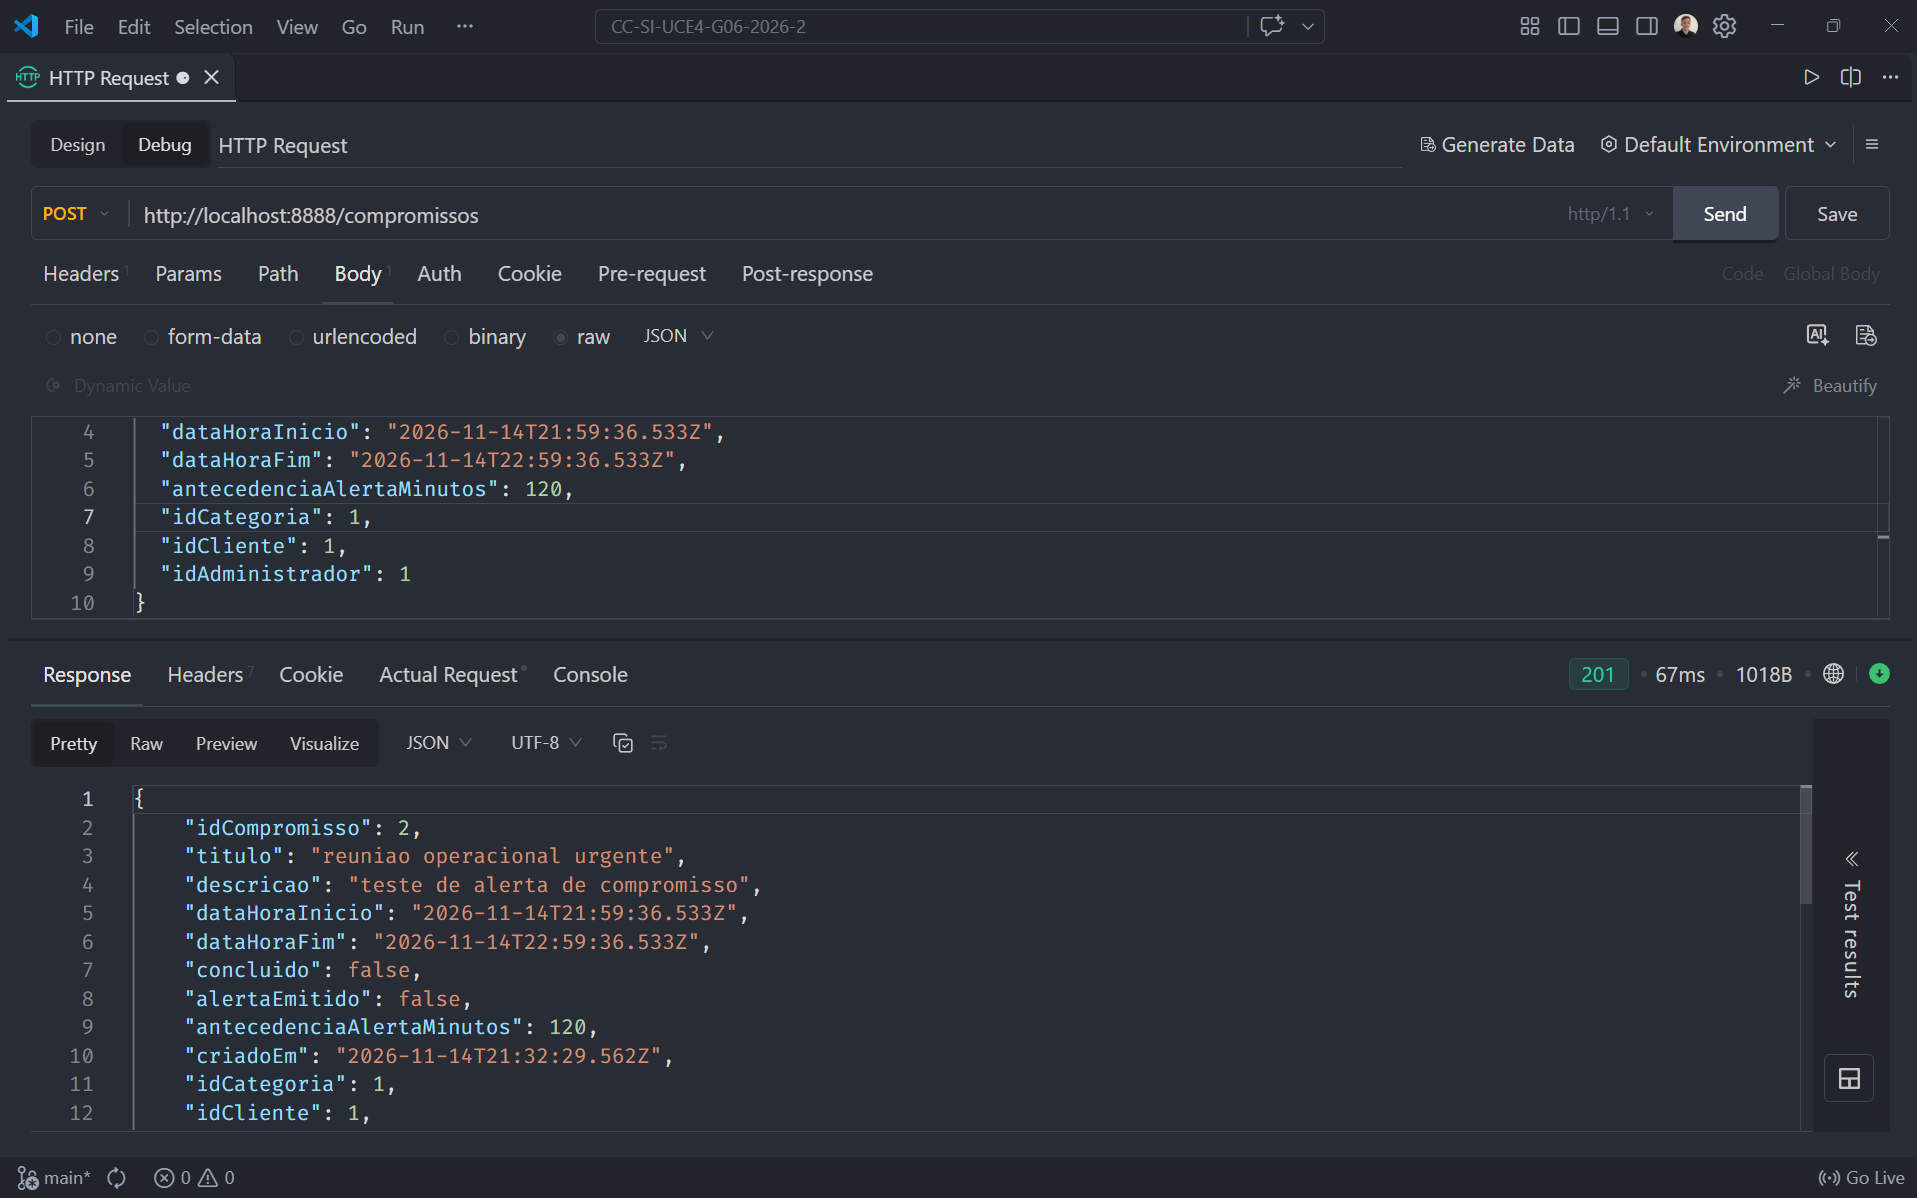 File Edit Selection View Go Run ··· CC-SI-UCE4-G06-2026-2
HTTP HTTP Request
Design Debug HTTP Request Generate Data Default Environment
POST http://localhost:8888/compromissos http/1.1 Send Save
Headers 1 Params Path Body 1 Auth Cookie Pre-request Post-response Code Global Body
none form-data urlencoded binary raw JSON AI
Dynamic Value Beautify
4 "dataHoraInicio": "2026-11-14T21:59:36.533Z",
5 "dataHoraFim": "2026-11-14T22:59:36.533Z",
6 "antecedenciaAlertaMinutos": 120,
7 "idCategoria": 1,
8 "idCliente": 1,
9 "idAdministrador": 1
10 }
Response Headers 7 Cookie Actual Request Console 201 • 67ms • 1018B
Pretty Raw Preview Visualize JSON UTF-8
1 {
2 "idCompromisso": 2,
3 "titulo": "reuniao operacional urgente",
4 "descricao": "teste de alerta de compromisso",
5 "dataHoraInicio": "2026-11-14T21:59:36.533Z",
6 "dataHoraFim": "2026-11-14T22:59:36.533Z",
7 "concluido": false,
8 "alertaEmitido": false,
9 "antecedenciaAlertaMinutos": 120,
10 "criadoEm": "2026-11-14T21:32:29.562Z",
11 "idCategoria": 1,
12 "idCliente": 1,
Test results
main* 0 0 Go Live